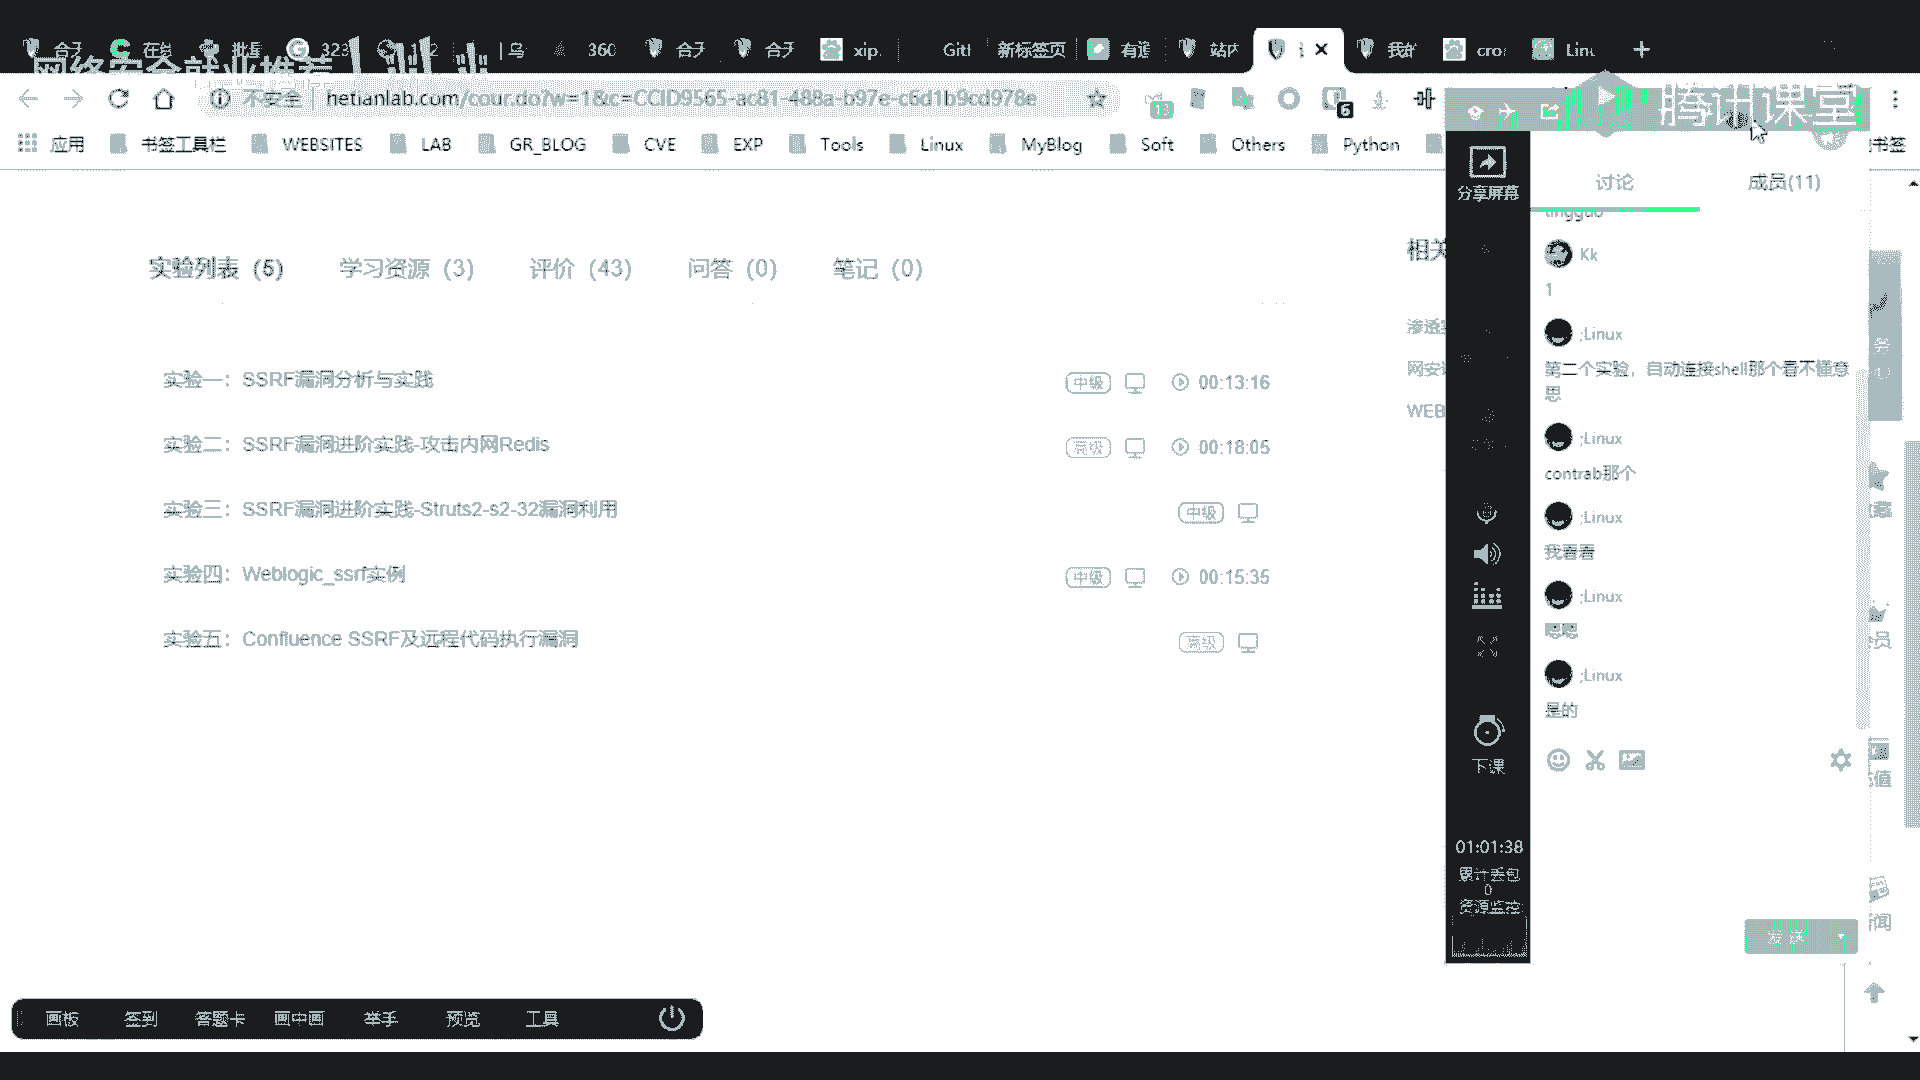 合子 在线 批量 323 | 乌 360 合子 合子 xip. Gitl 新标签页 有道 站内 我的 cro Linu
网络安全就业推荐
不安全 | hetianlab.com/cour.do?w=1&c=CCID9565-ac81-488a-b97e-c6d1b9cd978e
18
6
腾讯课堂
应用 书签工具栏 WEBSITES LAB GR_BLOG CVE EXP Tools Linux MyBlog Soft Others Python 书签
实验列表 (5) 学习资源 (3) 评价 (43) 问答 (0) 笔记 (0)
相关
实验一：SSRF漏洞分析与实践 中级 00:13:16
实验二：SSRF漏洞进阶实践-攻击内网Redis 高级 00:18:05
实验三：SSRF漏洞进阶实践-Struts2-s2-32漏洞利用 中级
实验四：Weblogic_ssrf实例 中级 00:15:35
实验五：Confluence SSRF及远程代码执行漏洞 高级
渗透
网安
WEB
分享屏幕
下课
01:01:38
累计丢包
0
资源监控
讨论 成员(11)
tingguo
Kk
1
;Linux
第二个实验，自动连接shell那个看不懂意
思
;Linux
contrab那个
;Linux
我看看
;Linux
嗯嗯
;Linux
是的
发送
画板 签到 答题卡 画中画 举手 预览 工具